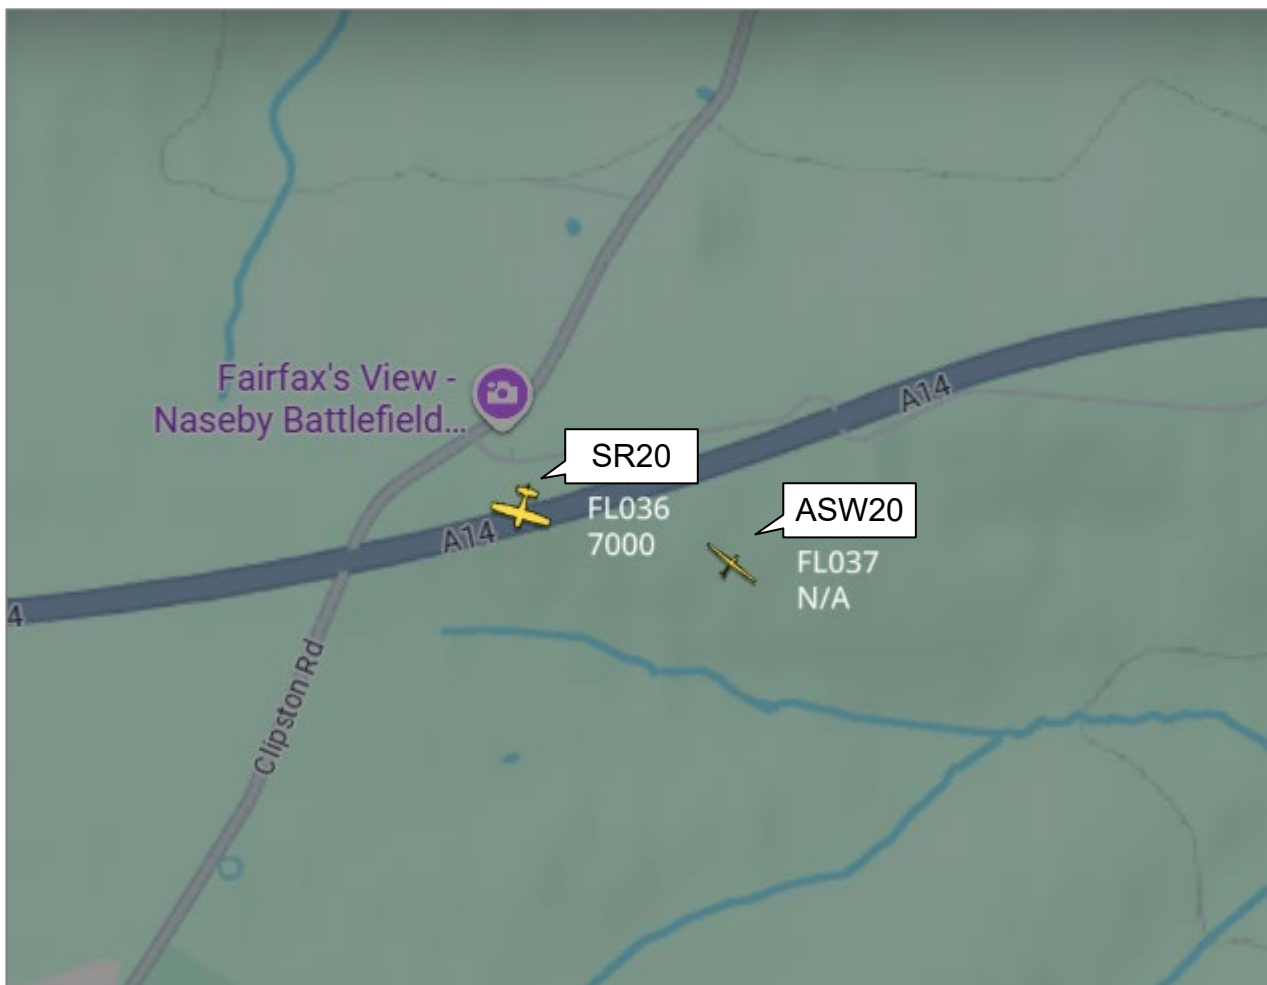 Fairfax's View -
Naseby Battlefield...
SR20
FL036
7000
A14
A14
ASW20
FL037
N/A
4
Clipston Rd